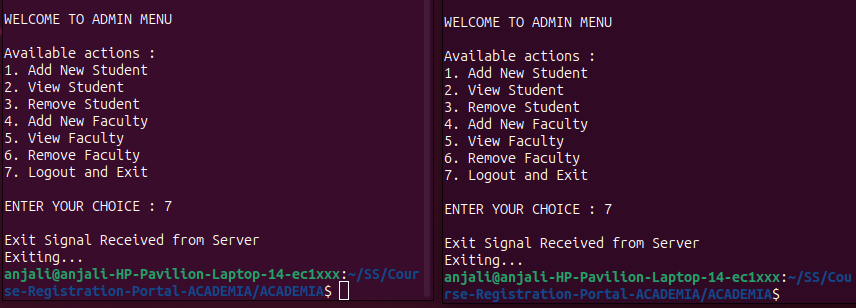 WELCOME TO ADMIN MENU
Available actions :
1. Add New Student
2. View Student
3. Remove Student
4. Add New Faculty
5. View Faculty
6. Remove Faculty
7. Logout and Exit
ENTER YOUR CHOICE : 7
Exit Signal Received from Server
Exiting...
anjali@anjali-HP-Pavilion-Laptop-14-ec1xxx:~/SS/Cou
rse-Registration-Portal-ACADEMIA/ACADEMIA$
WELCOME TO ADMIN MENU
Available actions :
1. Add New Student
2. View Student
3. Remove Student
4. Add New Faculty
5. View Faculty
6. Remove Faculty
7. Logout and Exit
ENTER YOUR CHOICE : 7
Exit Signal Received from Server
Exiting...
anjali@anjali-HP-Pavilion-Laptop-14-ec1xxx:~/SS/Cou
rse-Registration-Portal-ACADEMIA/ACADEMIA$